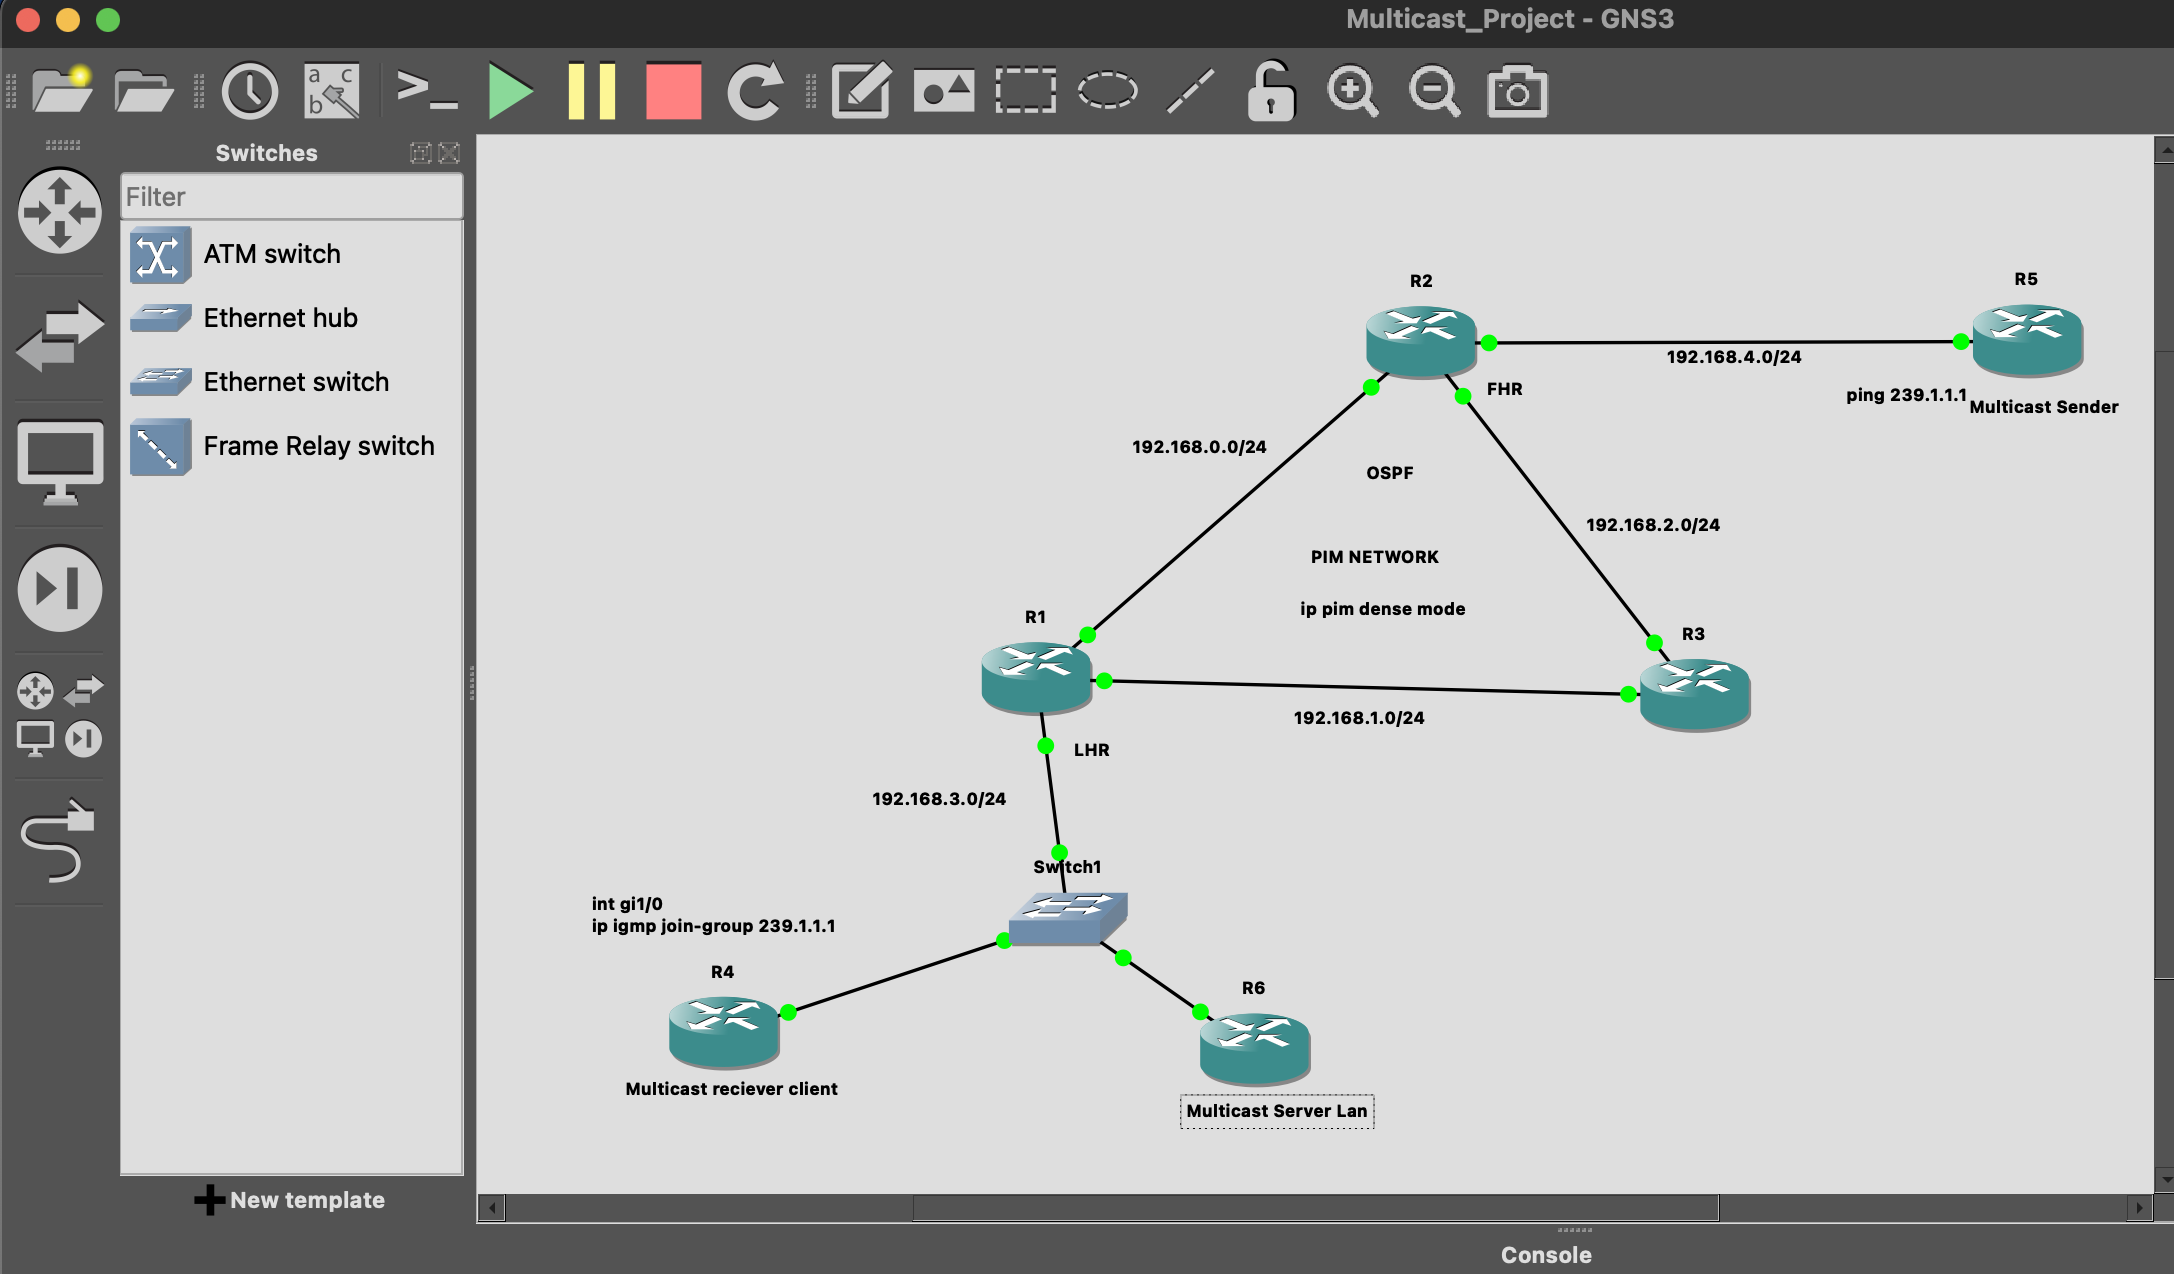 Multicast_Project - GNS3
a c
b
>_
Switches
Filter
ATM switch
Ethernet hub
Ethernet switch
Frame Relay switch
New template
R2
R5
192.168.4.0/24
FHR
ping 239.1.1.1
Multicast Sender
192.168.0.0/24
OSPF
192.168.2.0/24
PIM NETWORK
ip pim dense mode
R1
R3
192.168.1.0/24
LHR
192.168.3.0/24
Switch1
int gi1/0
ip igmp join-group 239.1.1.1
R4
R6
Multicast reciever client
Multicast Server Lan
Console